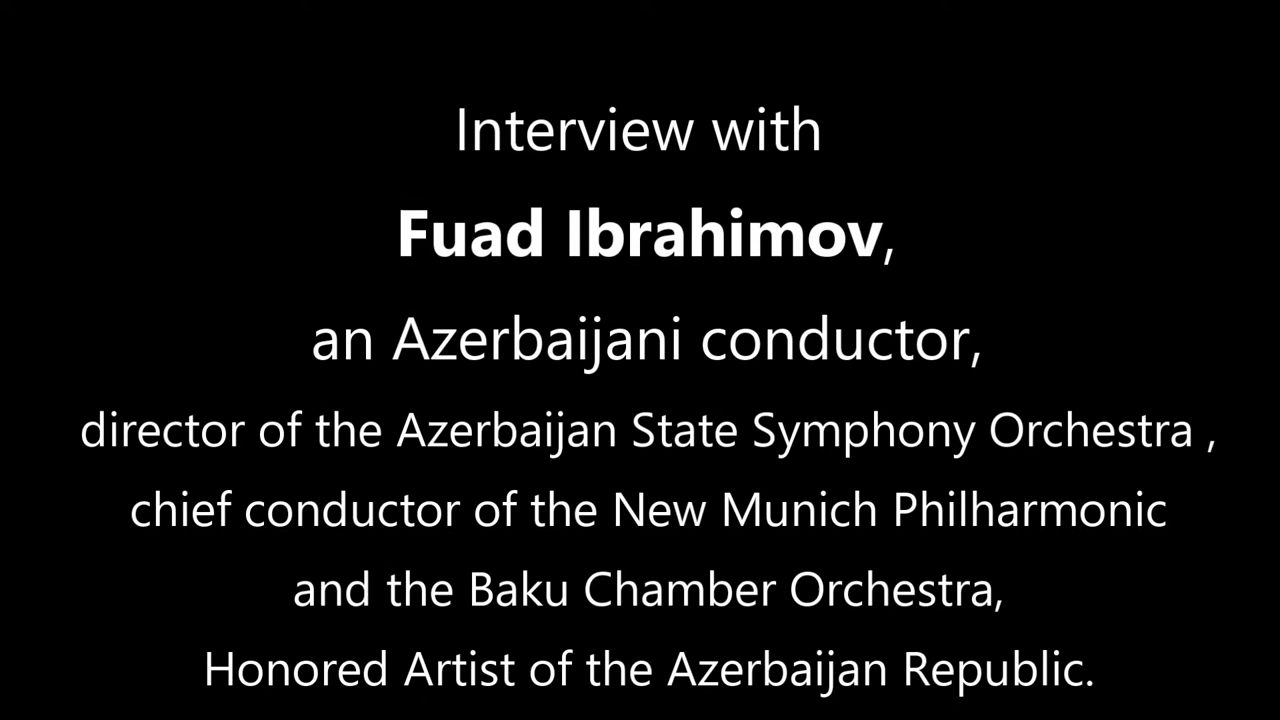 Interview with
Fuad Ibrahimov,
an Azerbaijani conductor,
director of the Azerbaijan State Symphony Orchestra ,
chief conductor of the New Munich Philharmonic
and the Baku Chamber Orchestra,
Honored Artist of the Azerbaijan Republic.